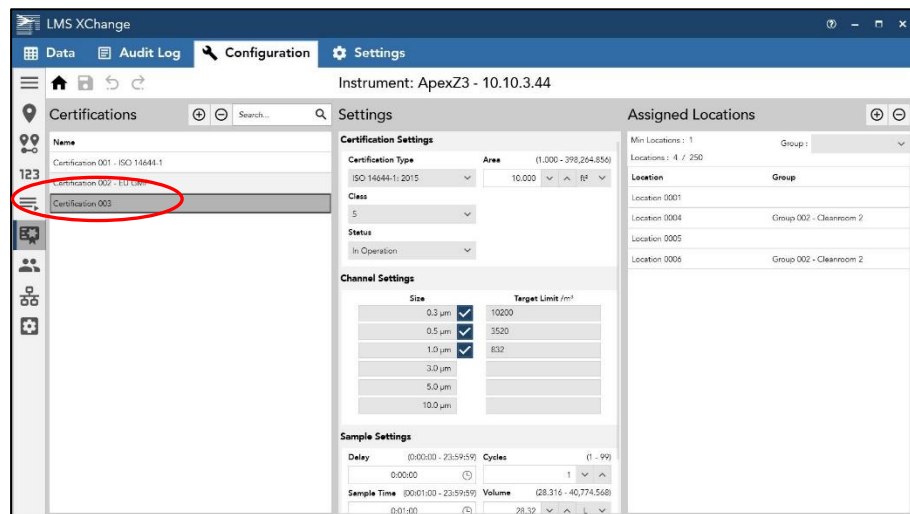 LMS XChange
Data Audit Log Configuration Settings
Instrument: ApexZ3 - 10.10.3.44
Certifications Search...
Name
Certification 001 - ISO 14644-1
Certification 002 - EU GMP
Certification 003
123
Settings
Certification Settings
Certification Type Area (1.000 - 398,264.856)
ISO 14644-1: 2015 10.000 ft²
Class
5
Status
In Operation
Channel Settings
Size Target Limit /m³
0.3 µm 10200
0.5 µm 3520
1.0 µm 832
3.0 µm
5.0 µm
10.0 µm
Sample Settings
Delay (0:00:00 - 23:59:59) Cycles (1 - 99)
0:00:00 1
Sample Time (00:01:00 - 23:59:59) Volume (28.316 - 40,774.568)
0:01:00 28.32 L
Assigned Locations
Min Locations : 1 Group :
Locations : 4 / 250
Location Group
Location 0001
Location 0004 Group 002 - Cleanroom 2
Location 0005
Location 0006 Group 002 - Cleanroom 2